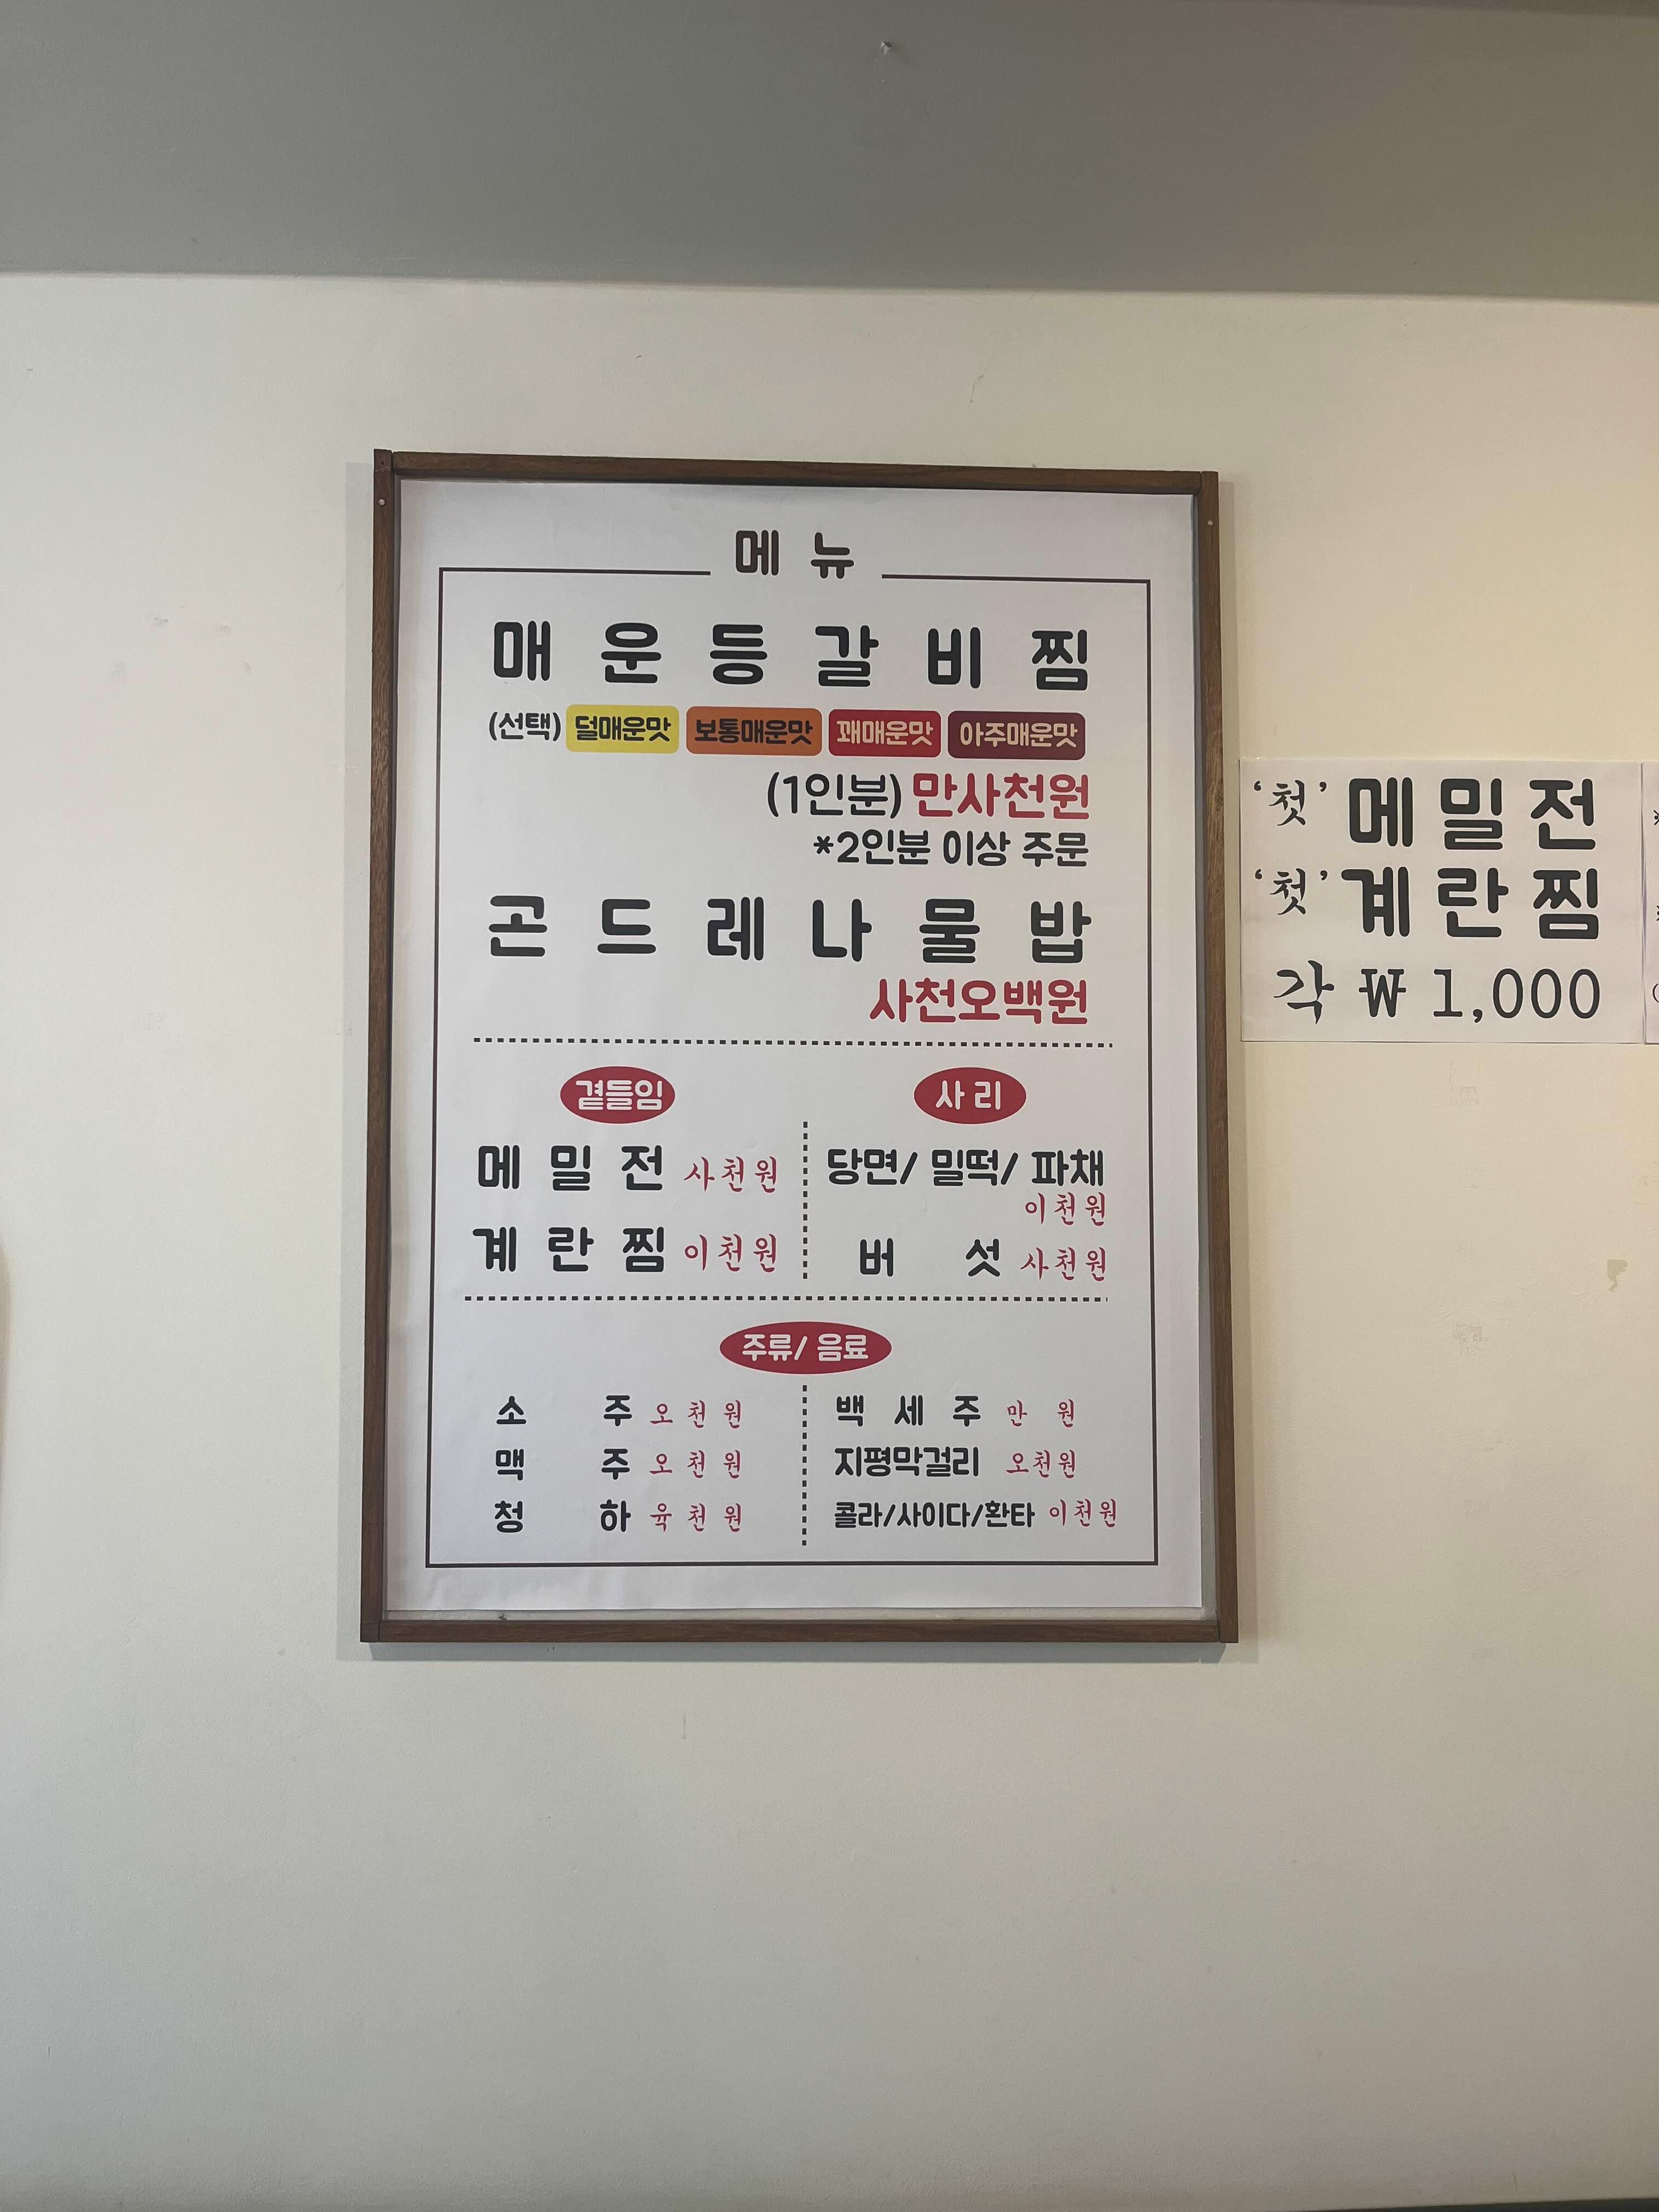 메뉴
매운등갈비찜
(선택) 덜매운맛 보통매운맛 꽤매운맛 아주매운맛
(1인분) 만사천원
*2인분 이상 주문
곤드레나물밥
사천오백원
곁들임
메밀전 사천원
계란찜 이천원
사리
당면/ 밀떡/ 파채
이천원
버섯 사천원
주류/ 음료
소주 오천원
맥주 오천원
청하 육천원
백세주 만원
지평막걸리 오천원
콜라/사이다/환타 이천원
'첫' 메밀전
'첫' 계란찜
각 ₩ 1,000